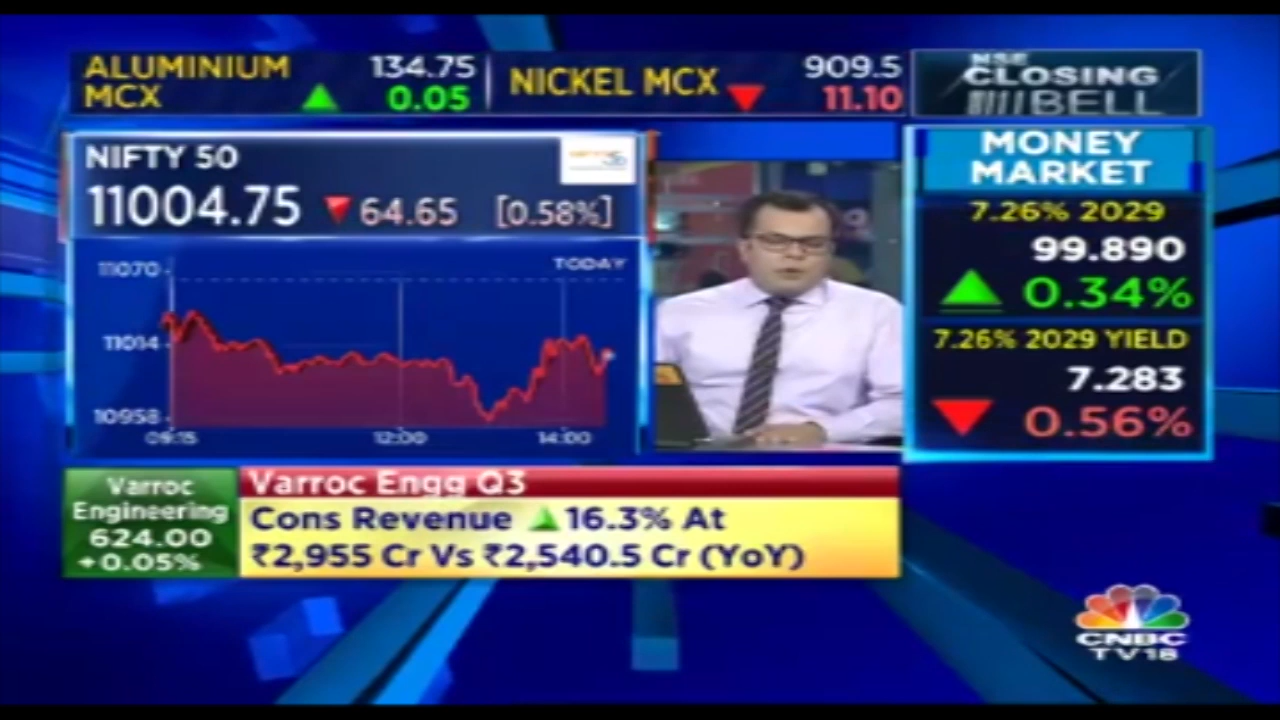 ALUMINIUM
MCX
134.75
0.05
NICKEL MCX
909.5
11.10
NSE
CLOSING
BELL
NIFTY 50
11004.75 64.65 [0.58%]
TODAY
11070
11014
10958
09:15 12:00 14:00
MONEY
MARKET
7.26% 2029
99.890
0.34%
7.26% 2029 YIELD
7.283
0.56%
Varroc
Engineering
624.00
+0.05%
Varroc Engg Q3
Cons Revenue 16.3% At
₹2,955 Cr Vs ₹2,540.5 Cr (YoY)
CNBC
TV18